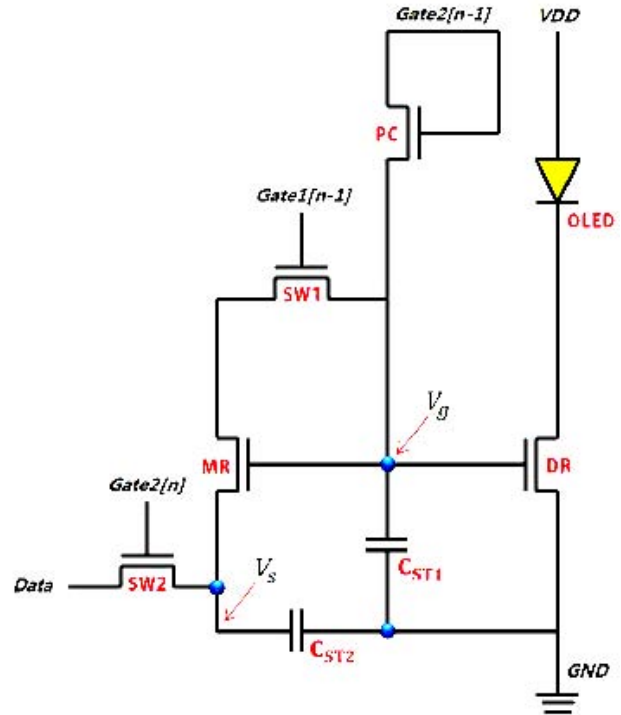 Gate2[n-1]
VDD
PC
Gate1[n-1]
OLED
SW1
Vg
MR
DR
Gate2[n]
Data
SW2
Vs
CST1
CST2
GND